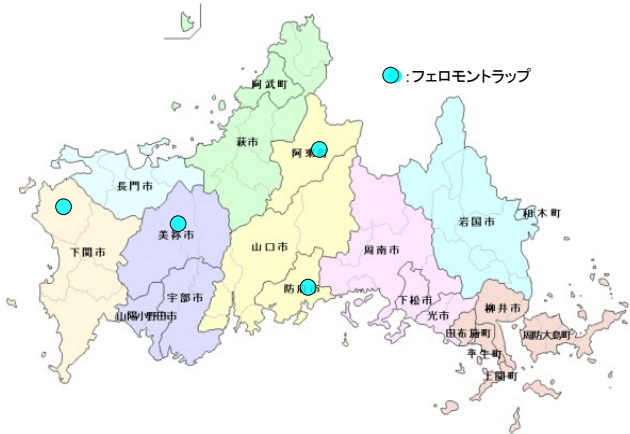 阿武町
：フェロモントラップ
萩市
阿東
長門市
岩国市
和木町
美祢市
山口市
周南市
下関市
防府市
宇部市
下松市
柳井市
山陽小野田市
光市
田布施町
周防大島町
平生町
上関町